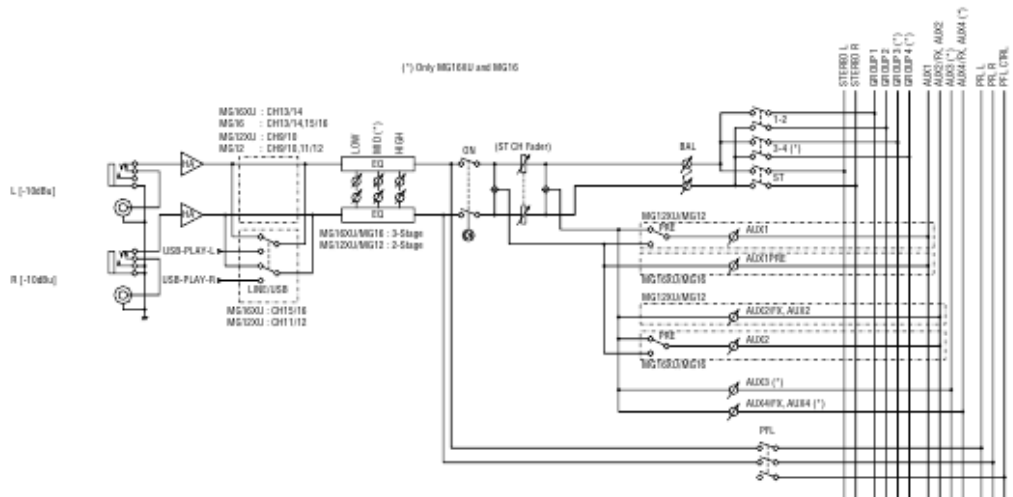 (*) Only MG16XU and MG16
STEREO L
STEREO R
GROUP 1
GROUP 2
GROUP 3 (*)
GROUP 4 (*)
AUX1
AUX2/FX, AUX2
AUX3 (*)
AUX4/FX, AUX4 (*)
PFL L
PFL R
PFL CTRL
MG16XU : CH13/14
MG16 : CH13/14,15/16
MG12XU : CH9/10
MG12 : CH9/10,11/12
LOW
MID (*)
HIGH
ON
(ST CH Fader)
BAL
1-2
3-4 (*)
ST
HA
EQ
L [-10dBu]
HA
EQ
MG16XU/MG16 : 3-Stage
MG12XU/MG12 : 2-Stage
USB-PLAY-L
USB-PLAY-R
LINE/USB
R [-10dBu]
MG16XU : CH15/16
MG12XU : CH11/12
MG12XU/MG12
PRE
AUX1
AUX1PRE
MG16XU/MG16
MG12XU/MG12
AUX2/FX, AUX2
PRE
AUX2
MG16XU/MG16
AUX3 (*)
AUX4/FX, AUX4 (*)
PFL